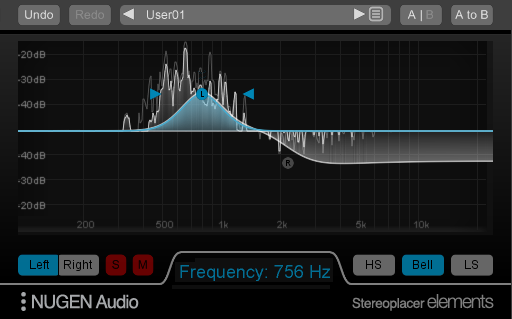 Undo Redo User01 A | B A to B
-20dB
-30dB
-40dB
L
-40dB
R
-30dB
-20dB
200 500 1k 2k 5k 10k
Left Right S M Frequency: 756 Hz HS Bell LS
NUGEN Audio Stereoplacer elements